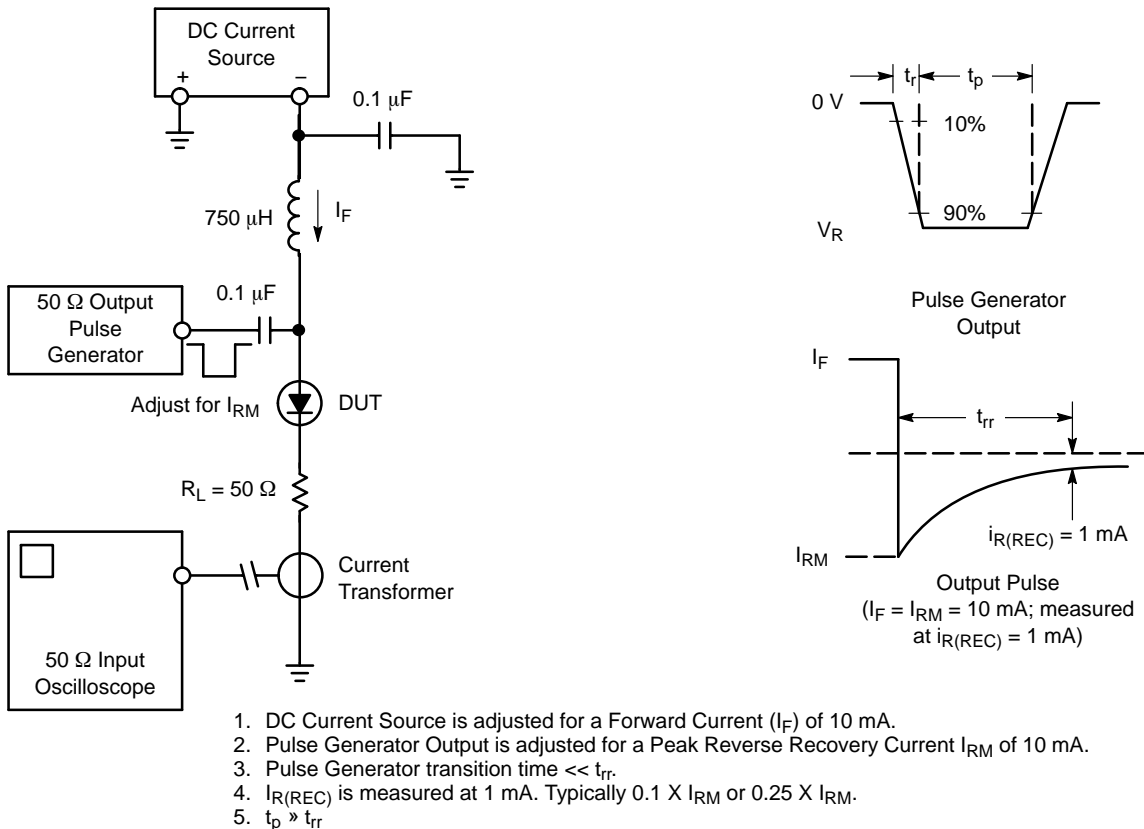 DC Current
Source
+ −
0.1 μF
750 μH
I_F
50 Ω Output
Pulse
Generator
0.1 μF
Adjust for I_RM
DUT
R_L = 50 Ω
Current
Transformer
50 Ω Input
Oscilloscope
t_r t_p
0 V
10%
90%
V_R
Pulse Generator
Output
I_F
t_rr
i_R(REC) = 1 mA
I_RM
Output Pulse
(I_F = I_RM = 10 mA; measured
at i_R(REC) = 1 mA)
1. DC Current Source is adjusted for a Forward Current (I_F) of 10 mA.
2. Pulse Generator Output is adjusted for a Peak Reverse Recovery Current I_RM of 10 mA.
3. Pulse Generator transition time << t_rr.
4. I_R(REC) is measured at 1 mA. Typically 0.1 X I_RM or 0.25 X I_RM.
5. t_p » t_rr